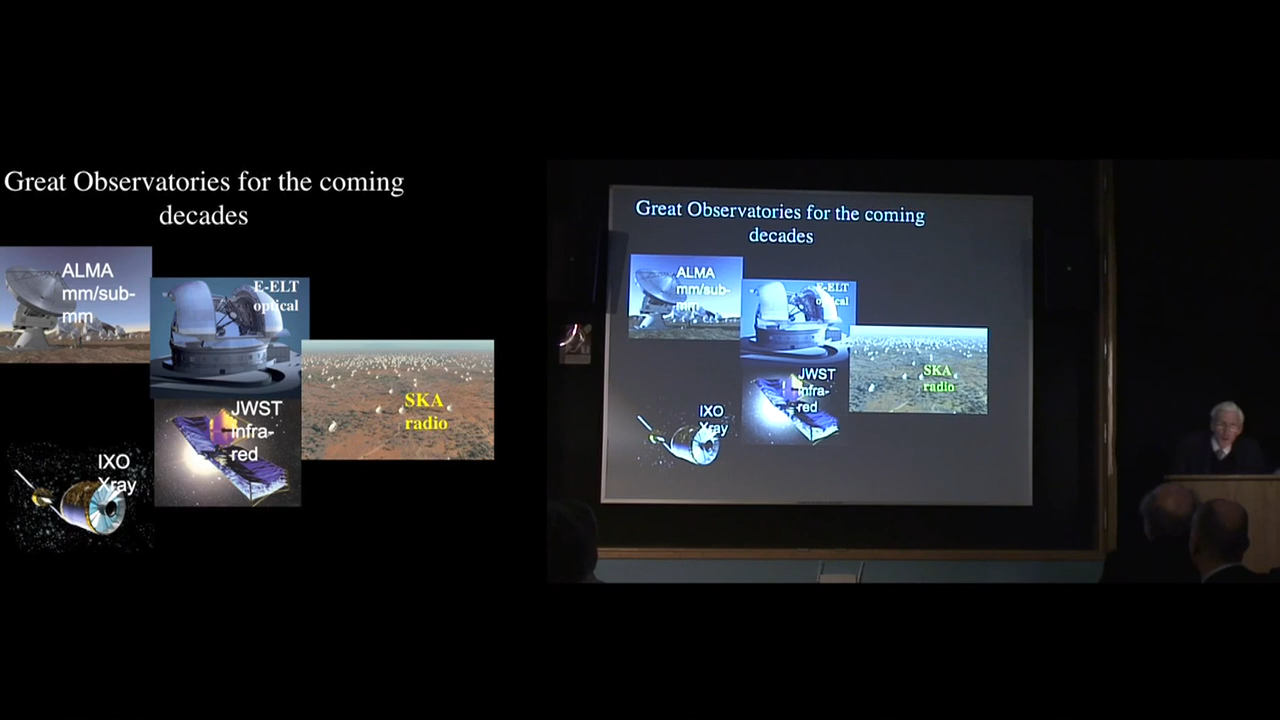 Great Observatories for the coming
decades
ALMA
mm/sub-
mm
E-ELT
optical
SKA
radio
JWST
infra-
red
IXO
Xray
Great Observatories for the coming
decades
ALMA
mm/sub-
mm
E-ELT
optical
SKA
radio
JWST
infra-
red
IXO
Xray